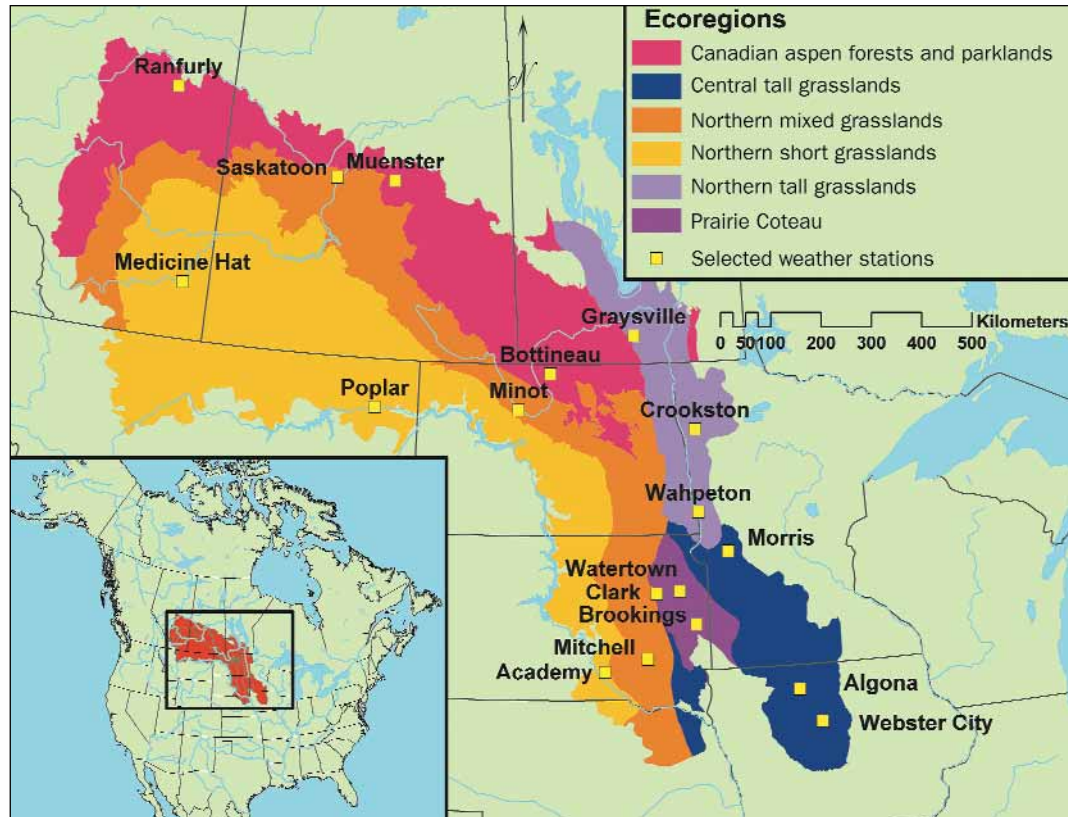 Ecoregions
Canadian aspen forests and parklands
Central tall grasslands
Northern mixed grasslands
Northern short grasslands
Northern tall grasslands
Prairie Coteau
Selected weather stations
N
Ranfurly
Saskatoon
Muenster
Medicine Hat
Graysville
Kilometers
0 50 100 200 300 400 500
Bottineau
Poplar
Minot
Crookston
Wahpeton
Morris
Watertown
Clark
Brookings
Mitchell
Academy
Algona
Webster City